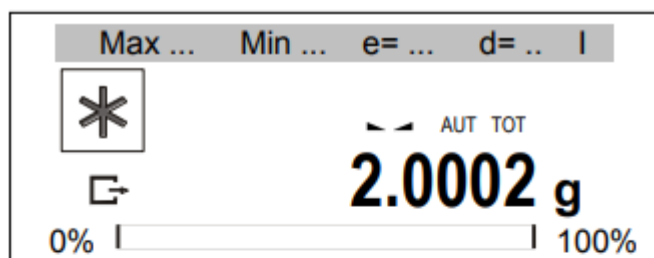 Max ... Min ... e= ... d= .. I
AUT TOT
2.0002 g
0% 100%